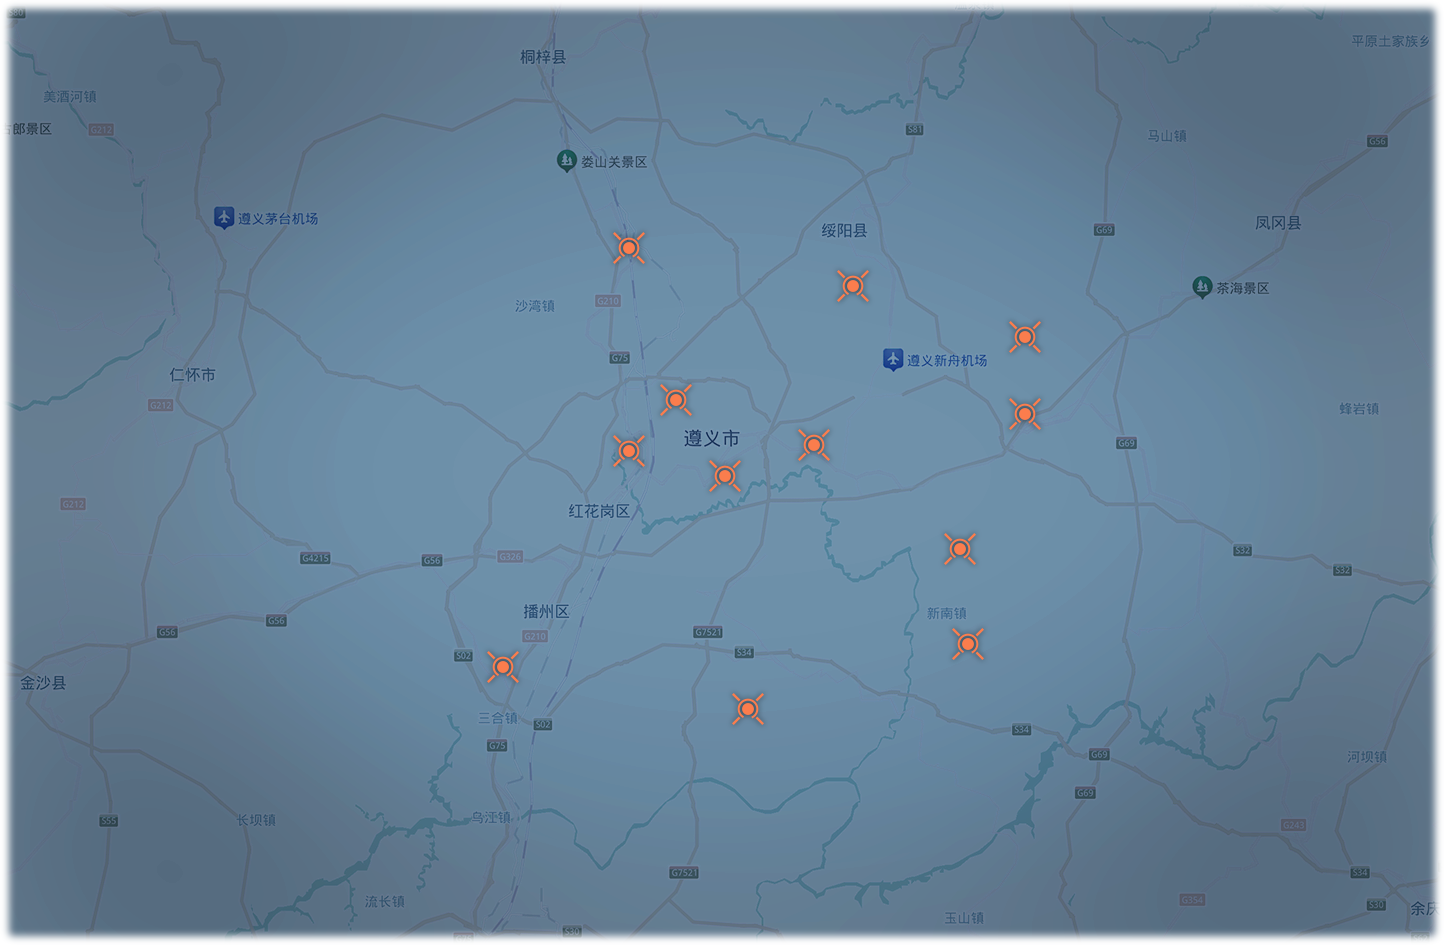 桐梓县
平原土家族乡
美酒河镇
郎景区
G212
S81
马山镇
G56
娄山关景区
遵义茅台机场
绥阳县
G69
凤冈县
茶海景区
沙湾镇
G210
G75
遵义新舟机场
仁怀市
G212
蜂岩镇
遵义市
G69
G212
红花岗区
G4215
G56
G326
S32
S32
播州区
新南镇
G56
G56
G210
G7521
S34
S02
金沙县
三合镇
S02
S34
G75
G69
河坝镇
G69
长坝镇
乌江镇
S55
G243
G7521
S34
流长镇
G354
S30
余庆
玉山镇
S30